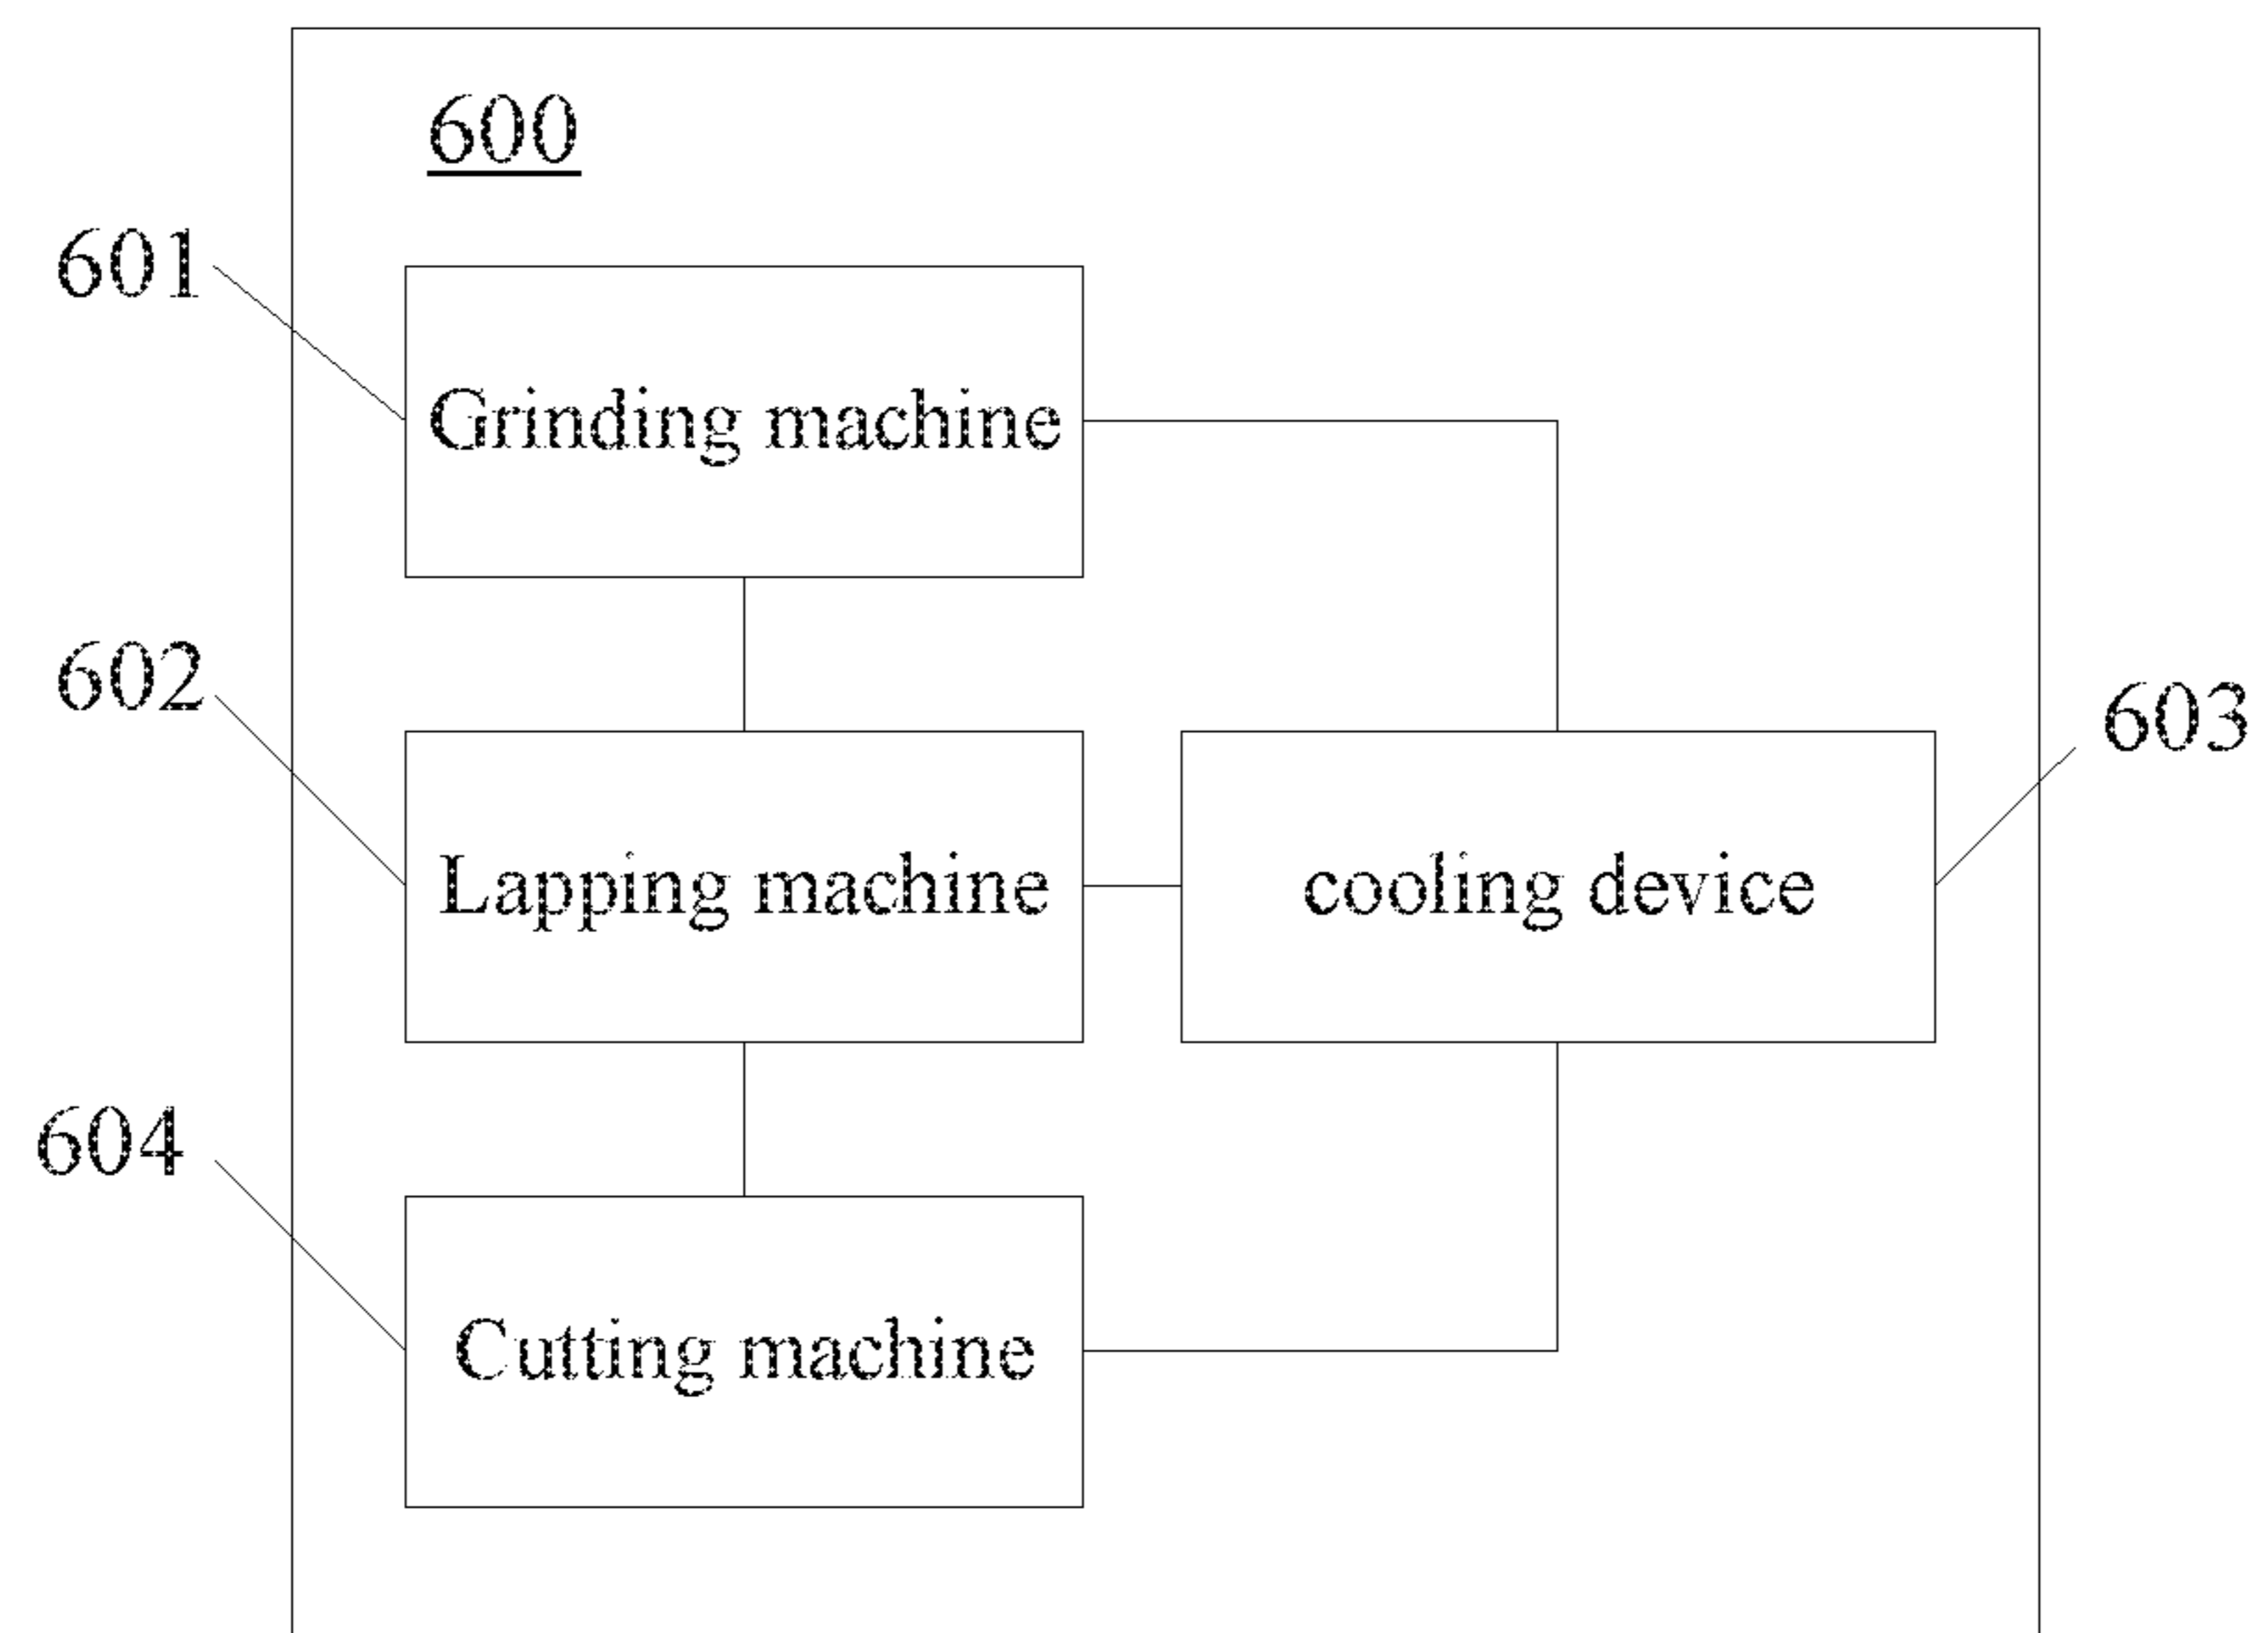 600
601
Grinding machine
602
603
Lapping machine
cooling device
604
Cutting machine